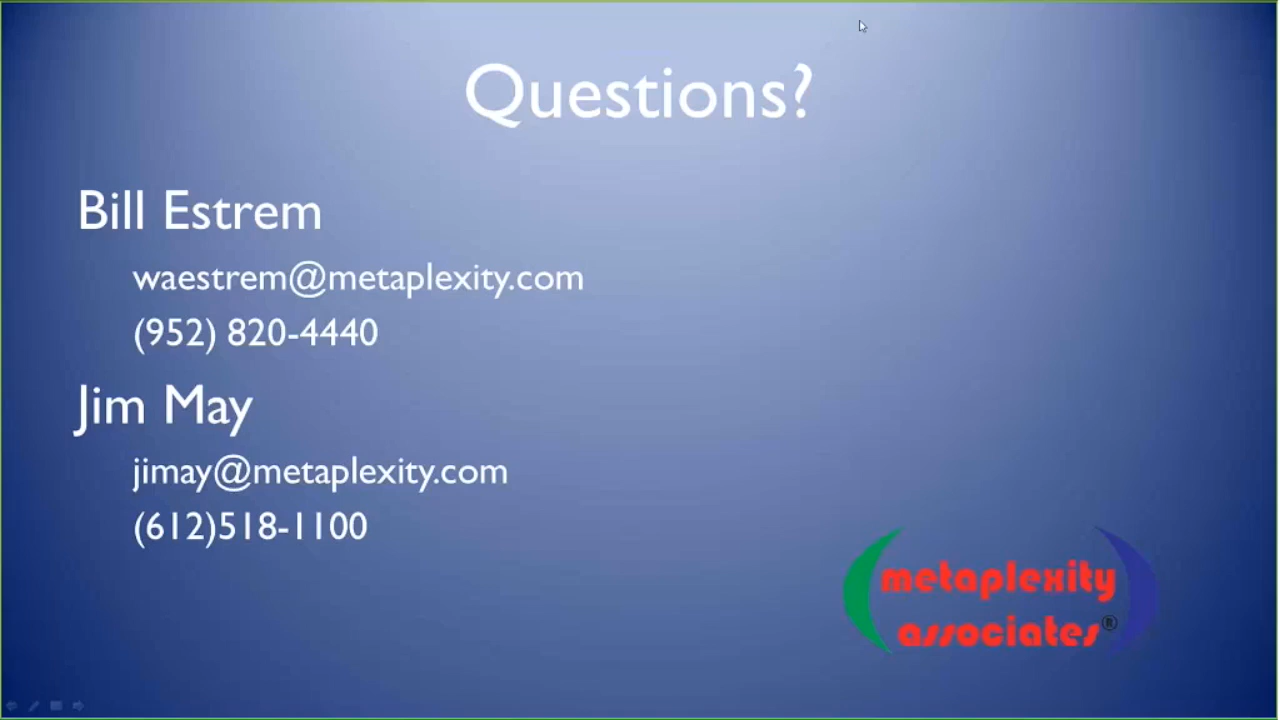 Questions?
Bill Estrem
waestrem@metaplexity.com
(952) 820-4440
Jim May
jimay@metaplexity.com
(612)518-1100
metaplexity
associates®